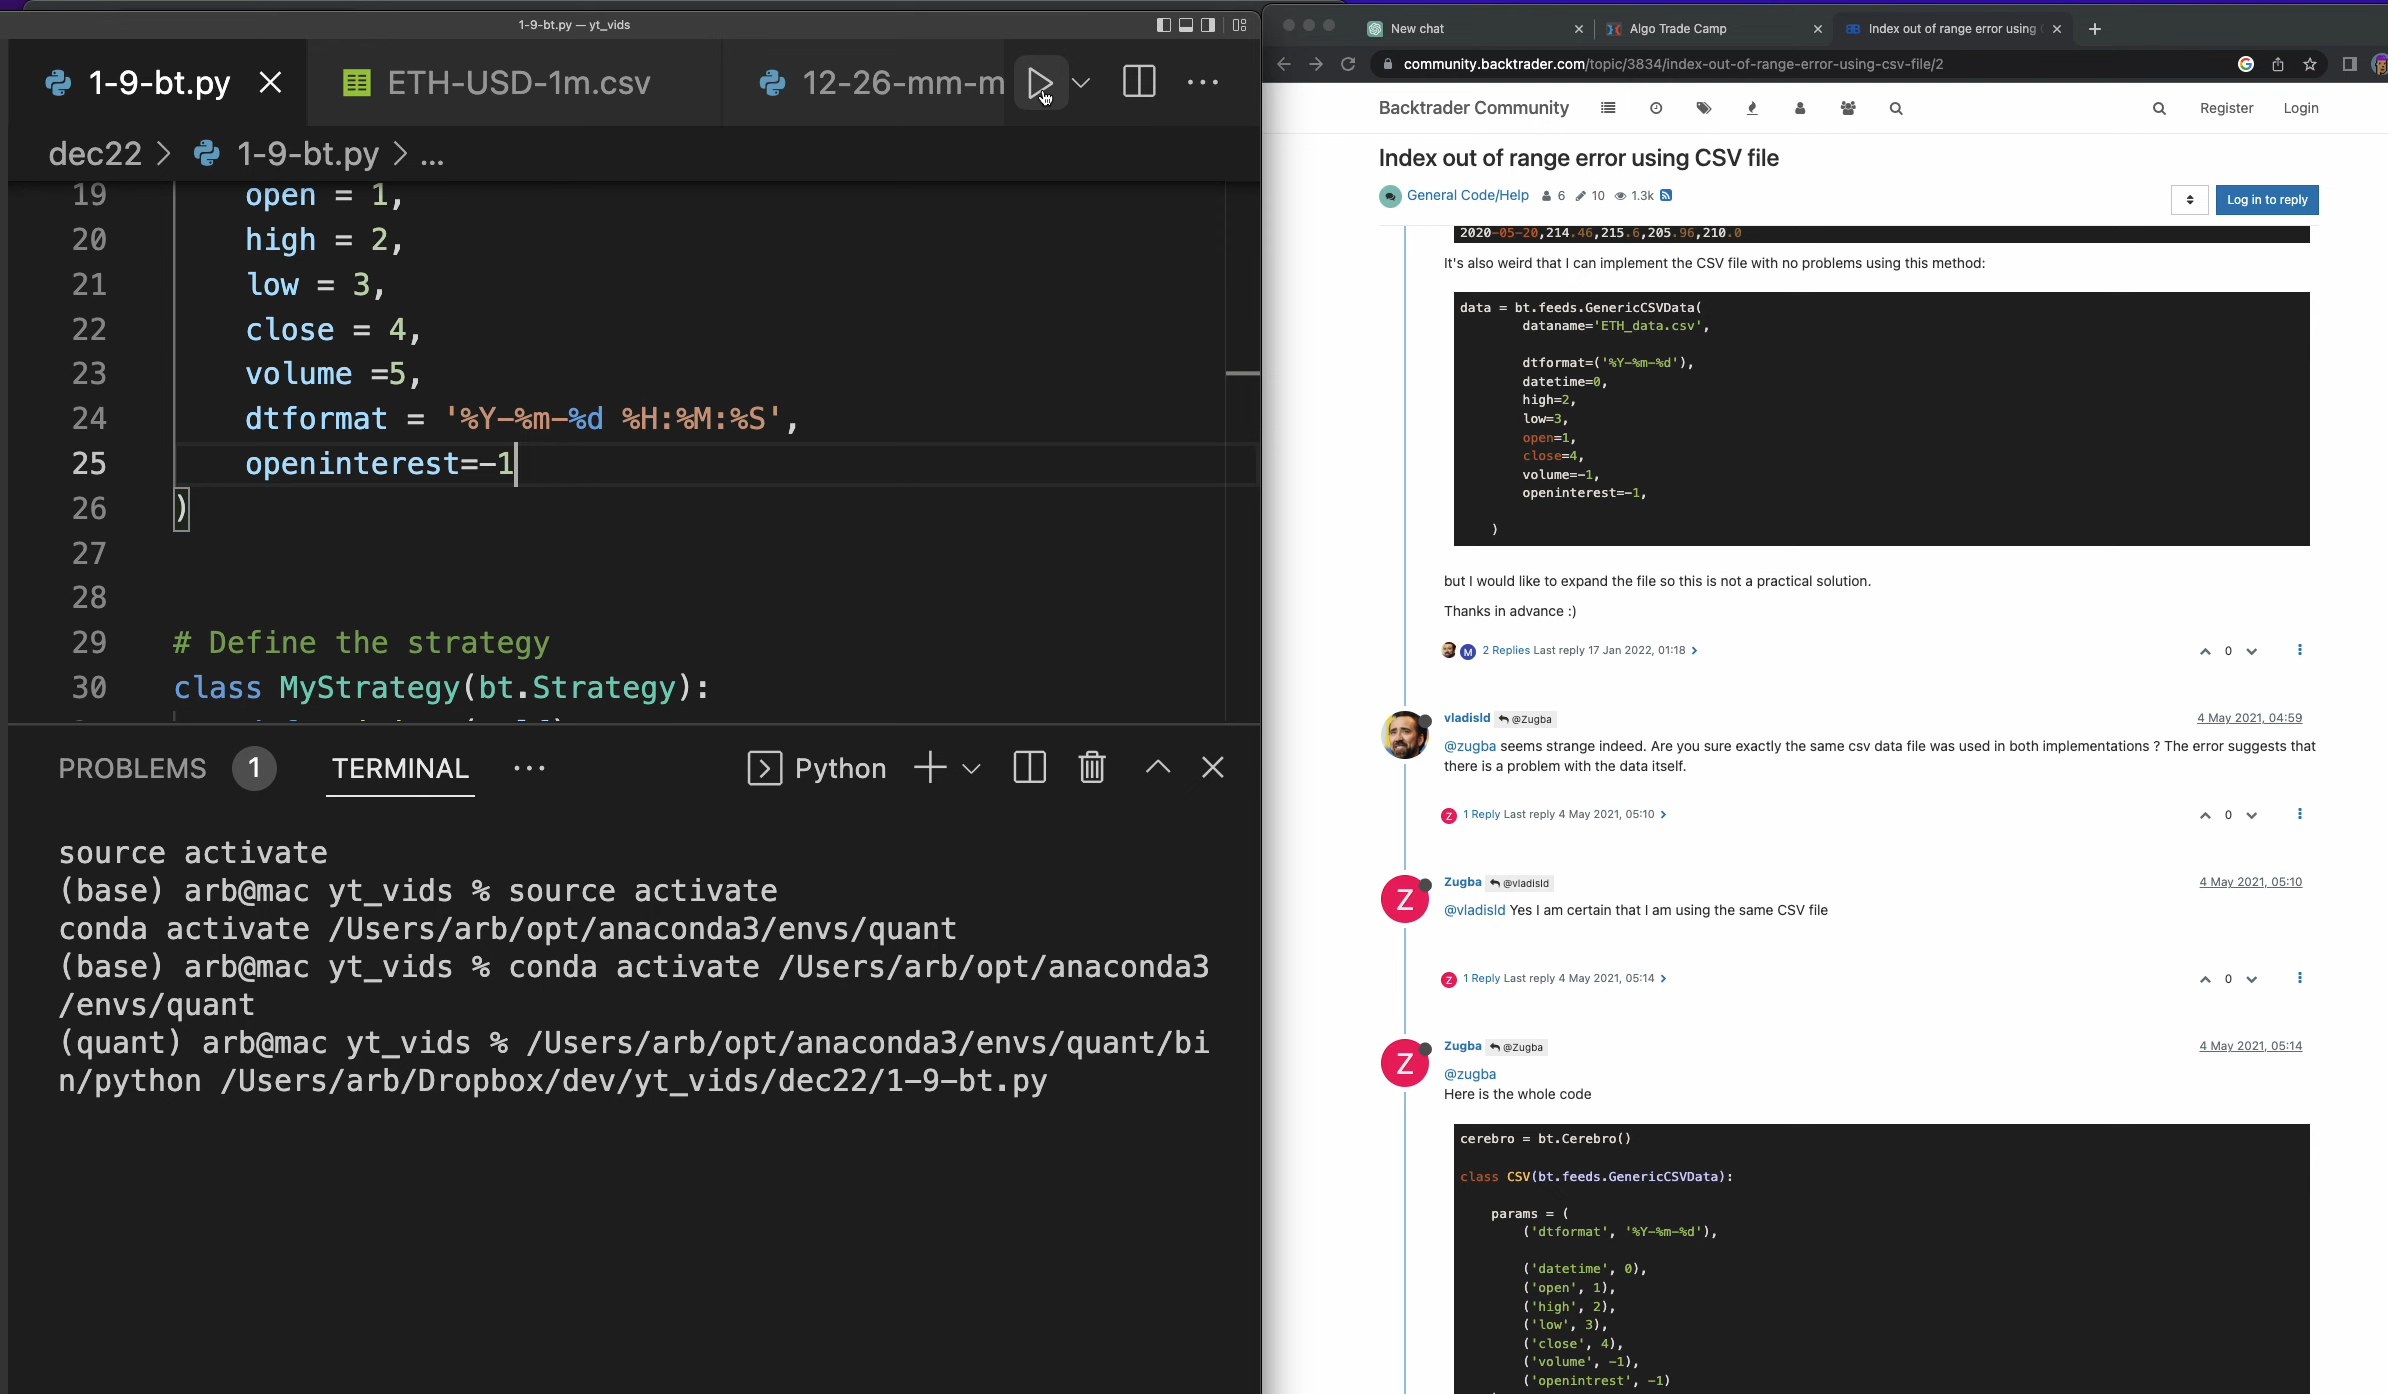 1-9-bt.py — yt_vids
1-9-bt.py
ETH-USD-1m.csv
12-26-mm-m
dec22 > 1-9-bt.py > ...
19 open = 1,
20 high = 2,
21 low = 3,
22 close = 4,
23 volume =5,
24 dtformat = '%Y-%m-%d %H:%M:%S',
25 openinterest=-1
26 )
27
28
29 # Define the strategy
30 class MyStrategy(bt.Strategy):
PROBLEMS 1 TERMINAL ... Python
source activate
(base) arb@mac yt_vids % source activate
conda activate /Users/arb/opt/anaconda3/envs/quant
(base) arb@mac yt_vids % conda activate /Users/arb/opt/anaconda3
/envs/quant
(quant) arb@mac yt_vids % /Users/arb/opt/anaconda3/envs/quant/bi
n/python /Users/arb/Dropbox/dev/yt_vids/dec22/1-9-bt.py
New chat
Algo Trade Camp
Index out of range error using
community.backtrader.com/topic/3834/index-out-of-range-error-using-csv-file/2
Backtrader Community
Register Login
Index out of range error using CSV file
General Code/Help 6 10 1.3k
Log in to reply
2020-05-20,214.46,215.6,205.96,210.0
It's also weird that I can implement the CSV file with no problems using this method:
data = bt.feeds.GenericCSVData(
dataname='ETH_data.csv',
dtformat=('%Y-%m-%d'),
datetime=0,
high=2,
low=3,
open=1,
close=4,
volume=-1,
openinterest=-1,
)
but I would like to expand the file so this is not a practical solution.
Thanks in advance :)
M 2 Replies Last reply 17 Jan 2022, 01:18 >
0
vladisld @Zugba
4 May 2021, 04:59
@zugba seems strange indeed. Are you sure exactly the same csv data file was used in both implementations ? The error suggests that
there is a problem with the data itself.
Z 1 Reply Last reply 4 May 2021, 05:10 >
0
Z
Zugba @vladisld
4 May 2021, 05:10
@vladisld Yes I am certain that I am using the same CSV file
Z 1 Reply Last reply 4 May 2021, 05:14 >
0
Z
Zugba @Zugba
4 May 2021, 05:14
@zugba
Here is the whole code
cerebro = bt.Cerebro()
class CSV(bt.feeds.GenericCSVData):
params = (
('dtformat', '%Y-%m-%d'),
('datetime', 0),
('open', 1),
('high', 2),
('low', 3),
('close', 4),
('volume', -1),
('openintrest', -1)